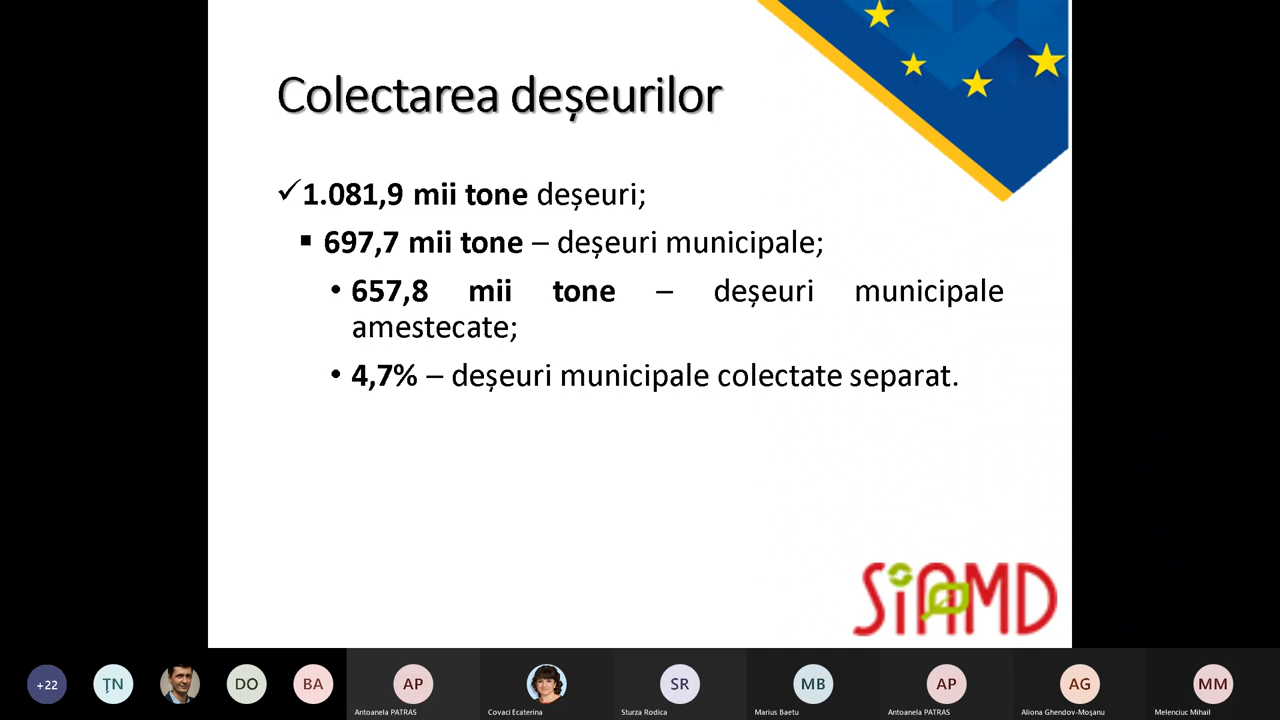 Colectarea deșeurilor
✓1.081,9 mii tone deșeuri;
▪ 697,7 mii tone – deșeuri municipale;
• 657,8 mii tone – deșeuri municipale
amestecate;
• 4,7% – deșeuri municipale colectate separat.
SiAMD
+22
ŢN
DO
BA
AP
SR
MB
AP
AG
MM
Antoanela PATRAS
Covaci Ecaterina
Sturza Rodica
Marius Baetu
Antoanela PATRAS
Aliona Ghendov-Moşanu
Melenciuc Mihail